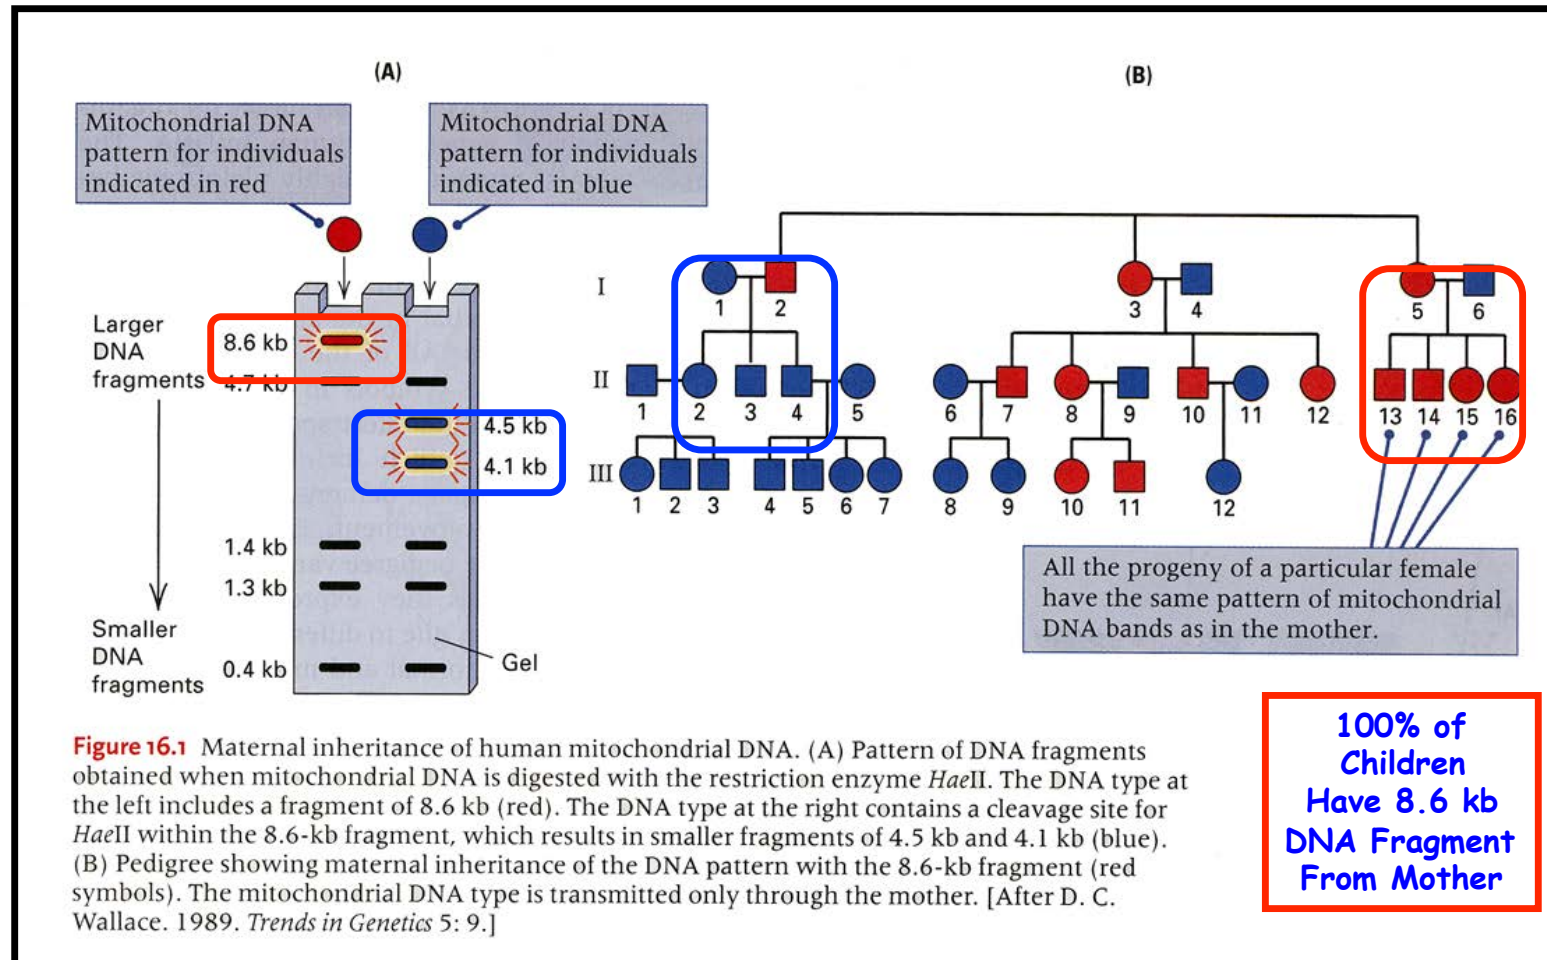 (A)
(B)
Mitochondrial DNA
pattern for individuals
indicated in red
Mitochondrial DNA
pattern for individuals
indicated in blue
Larger
DNA
fragments
8.6 kb
4.7 kb
4.5 kb
4.1 kb
1.4 kb
1.3 kb
0.4 kb
Smaller
DNA
fragments
Gel
I
1 2 3 4 5 6
II
1 2 3 4 5 6 7 8 9 10 11 12 13 14 15 16
III
1 2 3 4 5 6 7 8 9 10 11 12
All the progeny of a particular female
have the same pattern of mitochondrial
DNA bands as in the mother.
Figure 16.1 Maternal inheritance of human mitochondrial DNA. (A) Pattern of DNA fragments
obtained when mitochondrial DNA is digested with the restriction enzyme HaeII. The DNA type at
the left includes a fragment of 8.6 kb (red). The DNA type at the right contains a cleavage site for
HaeII within the 8.6-kb fragment, which results in smaller fragments of 4.5 kb and 4.1 kb (blue).
(B) Pedigree showing maternal inheritance of the DNA pattern with the 8.6-kb fragment (red
symbols). The mitochondrial DNA type is transmitted only through the mother. [After D. C.
Wallace. 1989. Trends in Genetics 5: 9.]
100% of
Children
Have 8.6 kb
DNA Fragment
From Mother